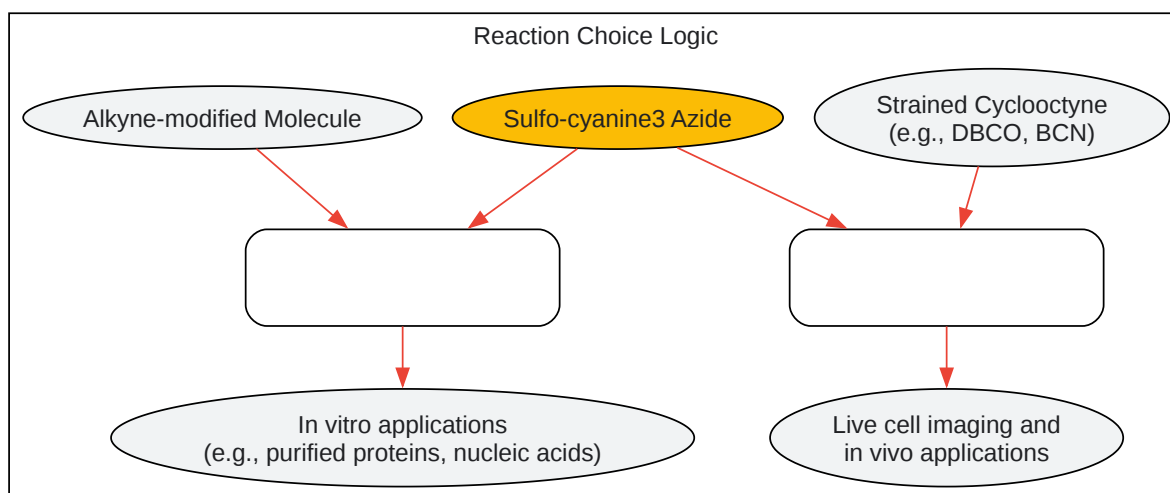 Reaction Choice Logic
Alkyne-modified Molecule
Sulfo-cyanine3 Azide
Strained Cyclooctyne
(e.g., DBCO, BCN)
In vitro applications
(e.g., purified proteins, nucleic acids)
Live cell imaging and
in vivo applications